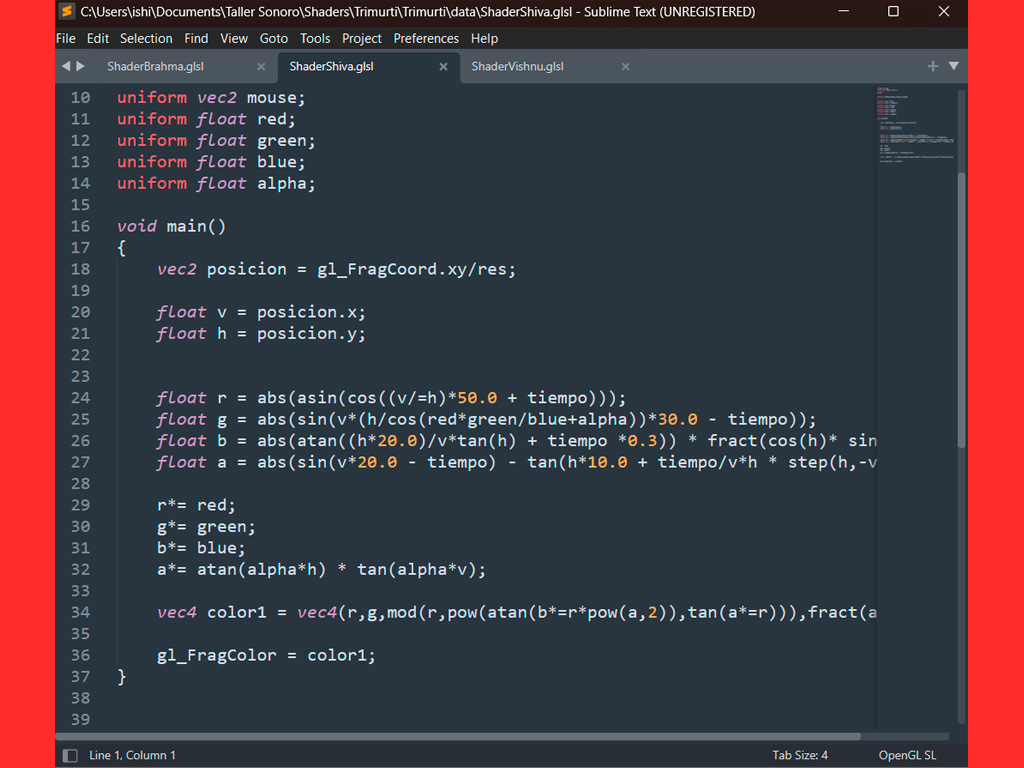 C:\Users\ishi\Documents\Taller Sonoro\Shaders\Trimurti\Trimurti\data\ShaderShiva.glsl - Sublime Text (UNREGISTERED)
File Edit Selection Find View Goto Tools Project Preferences Help
ShaderBrahma.glsl ShaderShiva.glsl ShaderVishnu.glsl
10 uniform vec2 mouse;
11 uniform float red;
12 uniform float green;
13 uniform float blue;
14 uniform float alpha;
15
16 void main()
17 {
18 vec2 posicion = gl_FragCoord.xy/res;
19
20 float v = posicion.x;
21 float h = posicion.y;
22
23
24 float r = abs(asin(cos((v/=h)*50.0 + tiempo)));
25 float g = abs(sin(v*(h/cos(red*green/blue+alpha))*30.0 - tiempo));
26 float b = abs(atan((h*20.0)/v*tan(h) + tiempo *0.3)) * fract(cos(h)* sin
27 float a = abs(sin(v*20.0 - tiempo) - tan(h*10.0 + tiempo/v*h * step(h,-v
28
29 r*= red;
30 g*= green;
31 b*= blue;
32 a*= atan(alpha*h) * tan(alpha*v);
33
34 vec4 color1 = vec4(r,g,mod(r,pow(atan(b*=r*pow(a,2)),tan(a*=r))),fract(a
35
36 gl_FragColor = color1;
37 }
38
39
Line 1, Column 1 Tab Size: 4 OpenGL SL